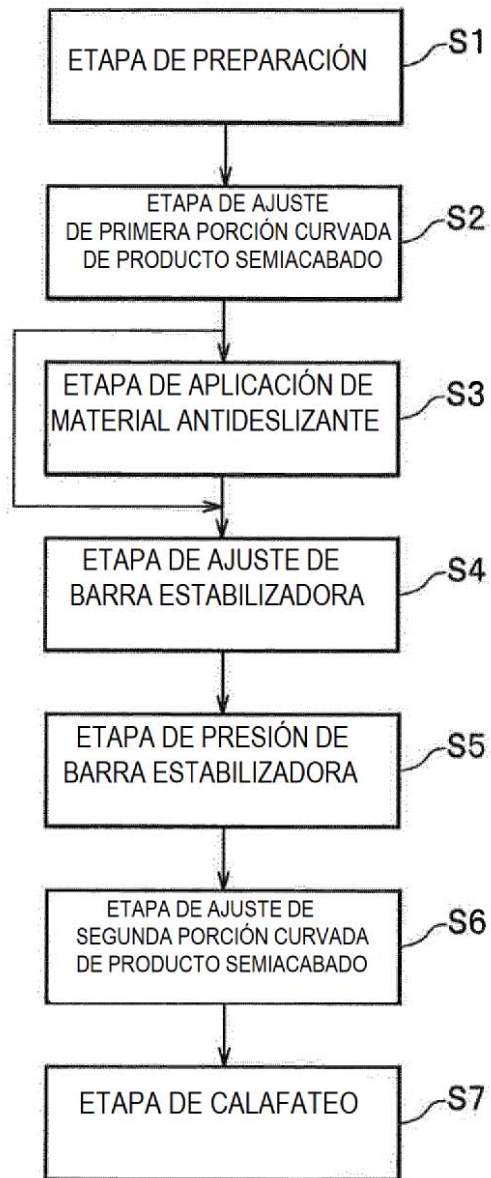 ETAPA DE PREPARACIÓN
S1
ETAPA DE AJUSTE
DE PRIMERA PORCIÓN CURVADA
DE PRODUCTO SEMIACABADO
S2
ETAPA DE APLICACIÓN DE
MATERIAL ANTIDESLIZANTE
S3
ETAPA DE AJUSTE DE
BARRA ESTABILIZADORA
S4
ETAPA DE PRESIÓN DE
BARRA ESTABILIZADORA
S5
ETAPA DE AJUSTE DE
SEGUNDA PORCIÓN CURVADA
DE PRODUCTO SEMIACABADO
S6
ETAPA DE CALAFATEO
S7